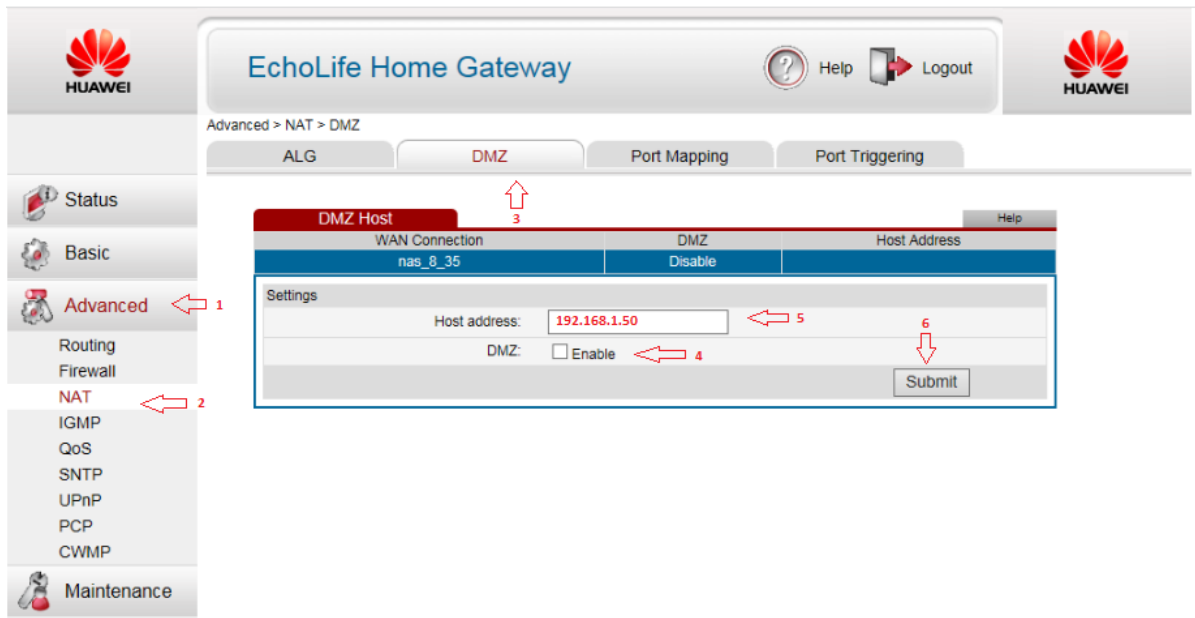 HUAWEI
EchoLife Home Gateway
Help
Logout
HUAWEI
Advanced > NAT > DMZ
ALG
DMZ
Port Mapping
Port Triggering
3
Status
Basic
Advanced
1
Routing
Firewall
NAT
2
IGMP
QoS
SNTP
UPnP
PCP
CWMP
Maintenance
DMZ Host
Help
WAN Connection DMZ Host Address
nas_8_35 Disable
Settings
Host address: 192.168.1.50
5
DMZ: Enable
4
6
Submit